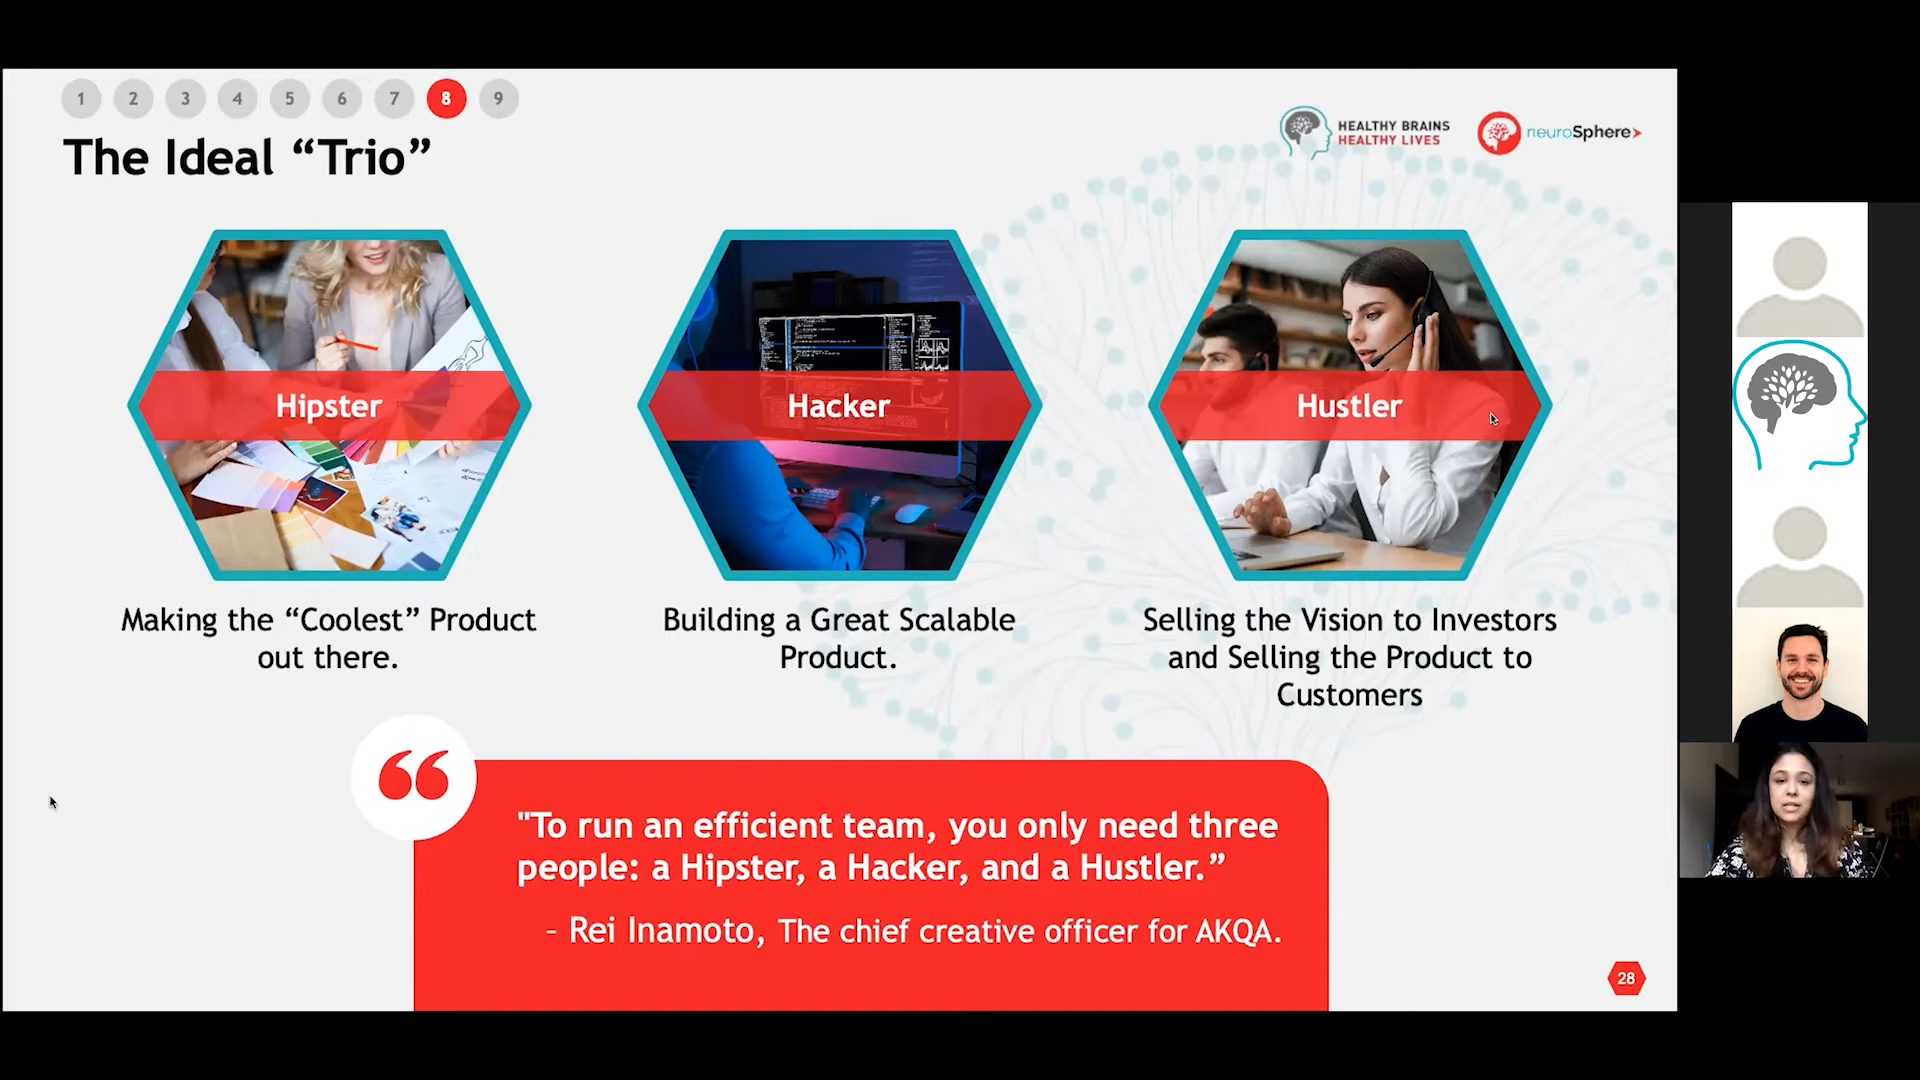 1 2 3 4 5 6 7 8 9
The Ideal “Trio”
HEALTHY BRAINS
HEALTHY LIVES
neuroSphere
Hipster
Hacker
Hustler
Making the “Coolest” Product
out there.
Building a Great Scalable
Product.
Selling the Vision to Investors
and Selling the Product to
Customers
"To run an efficient team, you only need three
people: a Hipster, a Hacker, and a Hustler.”
– Rei Inamoto, The chief creative officer for AKQA.
28